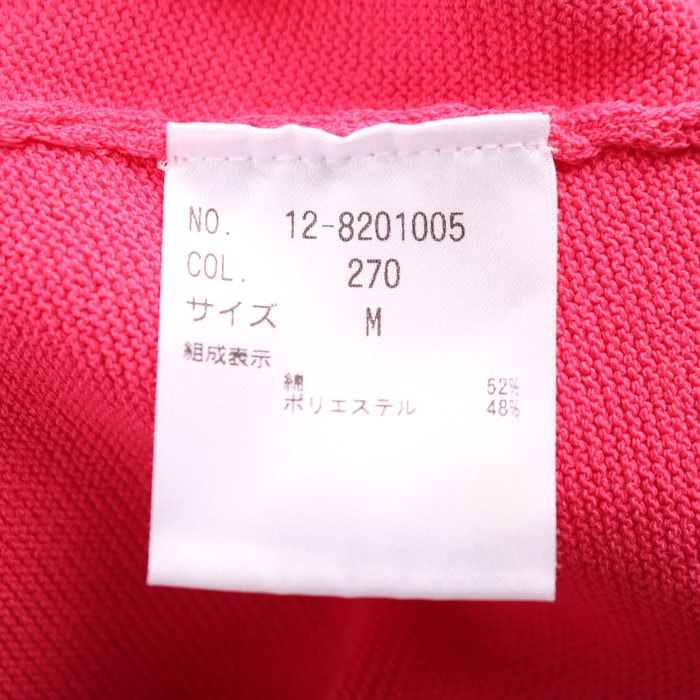 NO. 12-8201005
COL. 270
サイズ M
組成表示
綿 52%
ポリエステル 48%